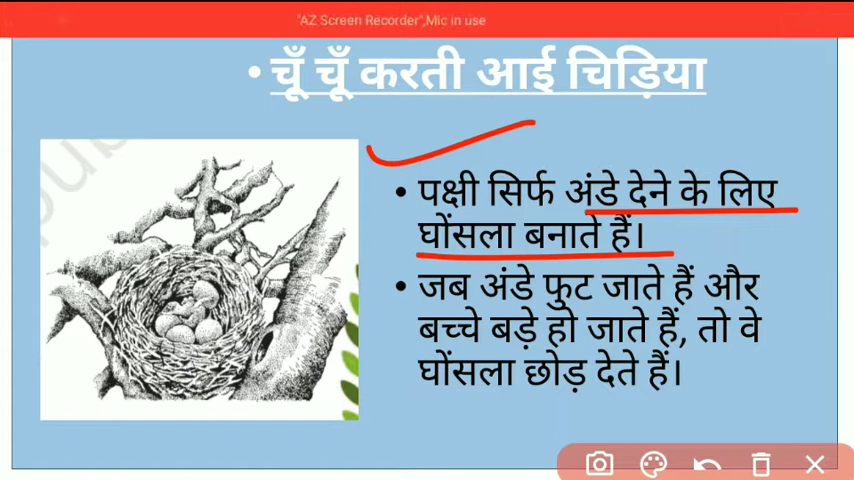 "AZ Screen Recorder",Mic in use
• चूँ चूँ करती आई चिड़िया
• पक्षी सिर्फ अंडे देने के लिए
घोंसला बनाते हैं।
• जब अंडे फुट जाते हैं और
बच्चे बड़े हो जाते हैं, तो वे
घोंसला छोड़ देते हैं।